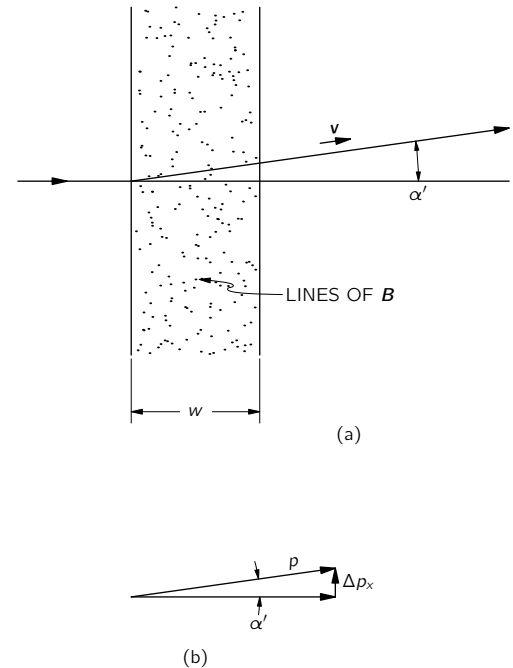 v
α′
LINES OF B
w
(a)
p
Δpₓ
α′
(b)